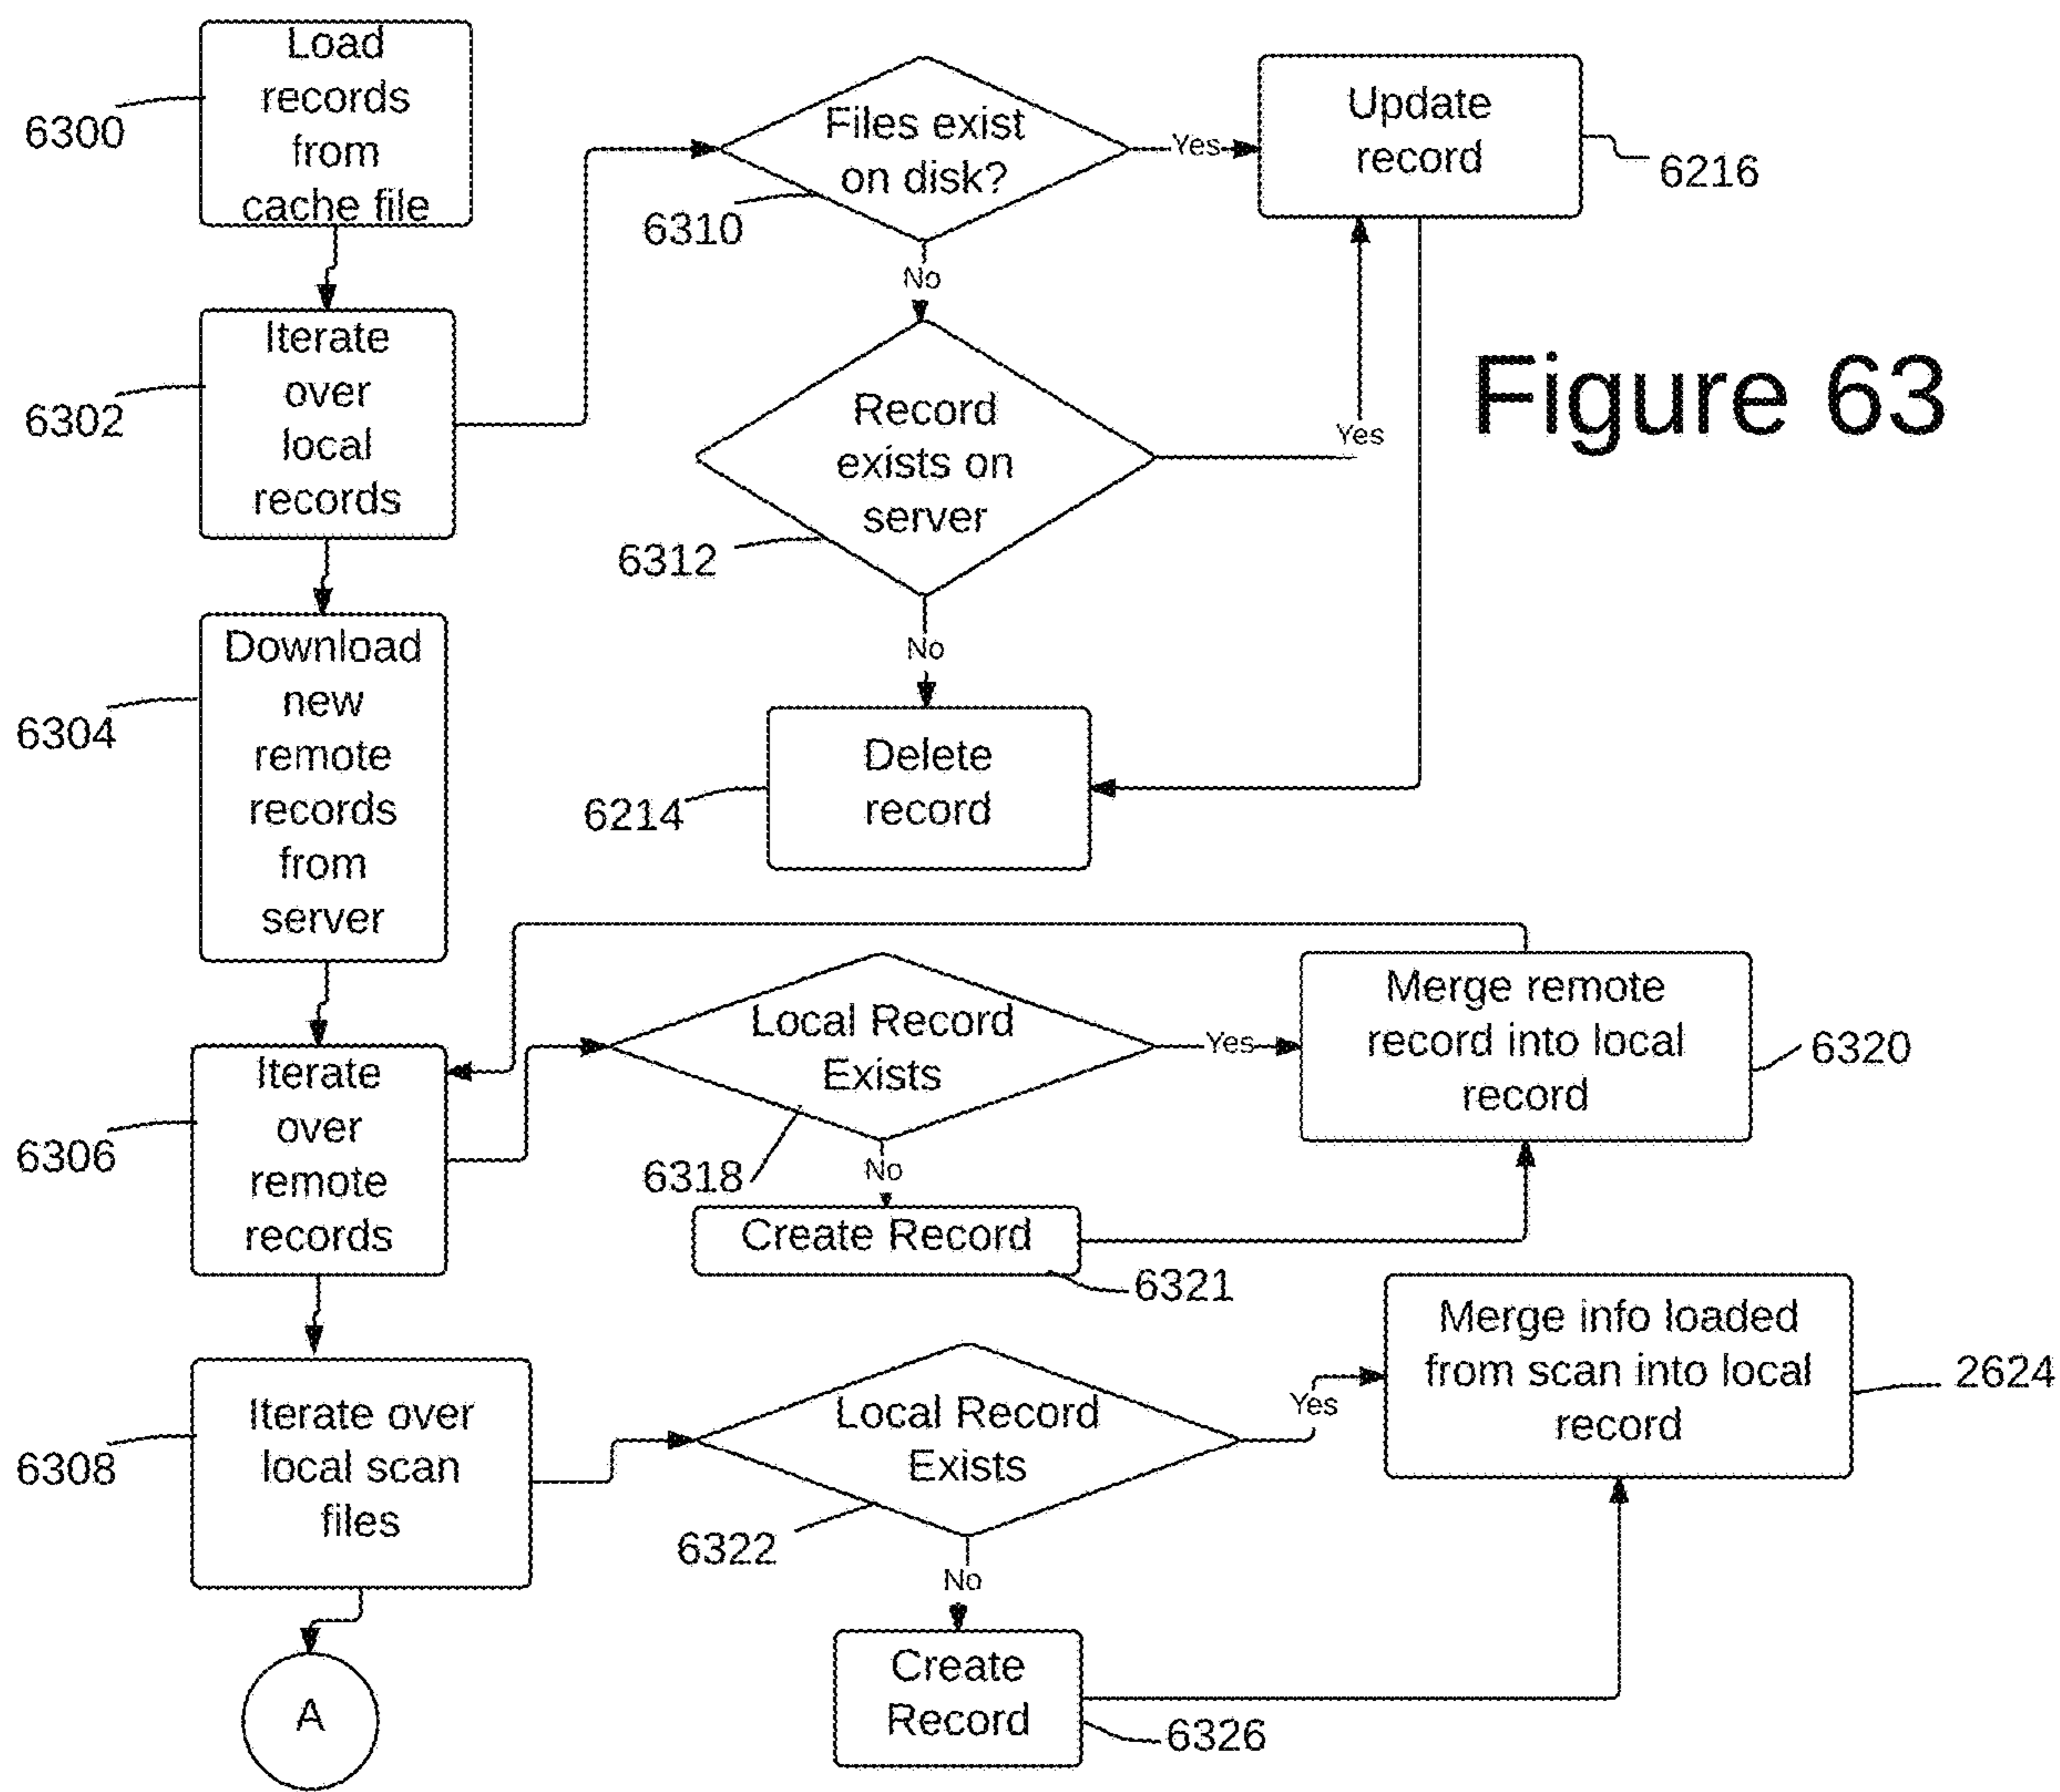 Load
records
from
cache file
6300
Files exist
on disk?
6310
Yes
Update
record
6216
No
Iterate
over
local
records
6302
Record
exists on
server
6312
Yes
Figure 63
No
Download
new
remote
records
from
server
6304
Delete
record
6214
Iterate
over
remote
records
6306
Local Record
Exists
6318
Yes
Merge remote
record into local
record
6320
No
Create Record
6321
Iterate over
local scan
files
6308
Local Record
Exists
6322
Yes
Merge info loaded
from scan into local
record
2624
No
Create
Record
6326
A